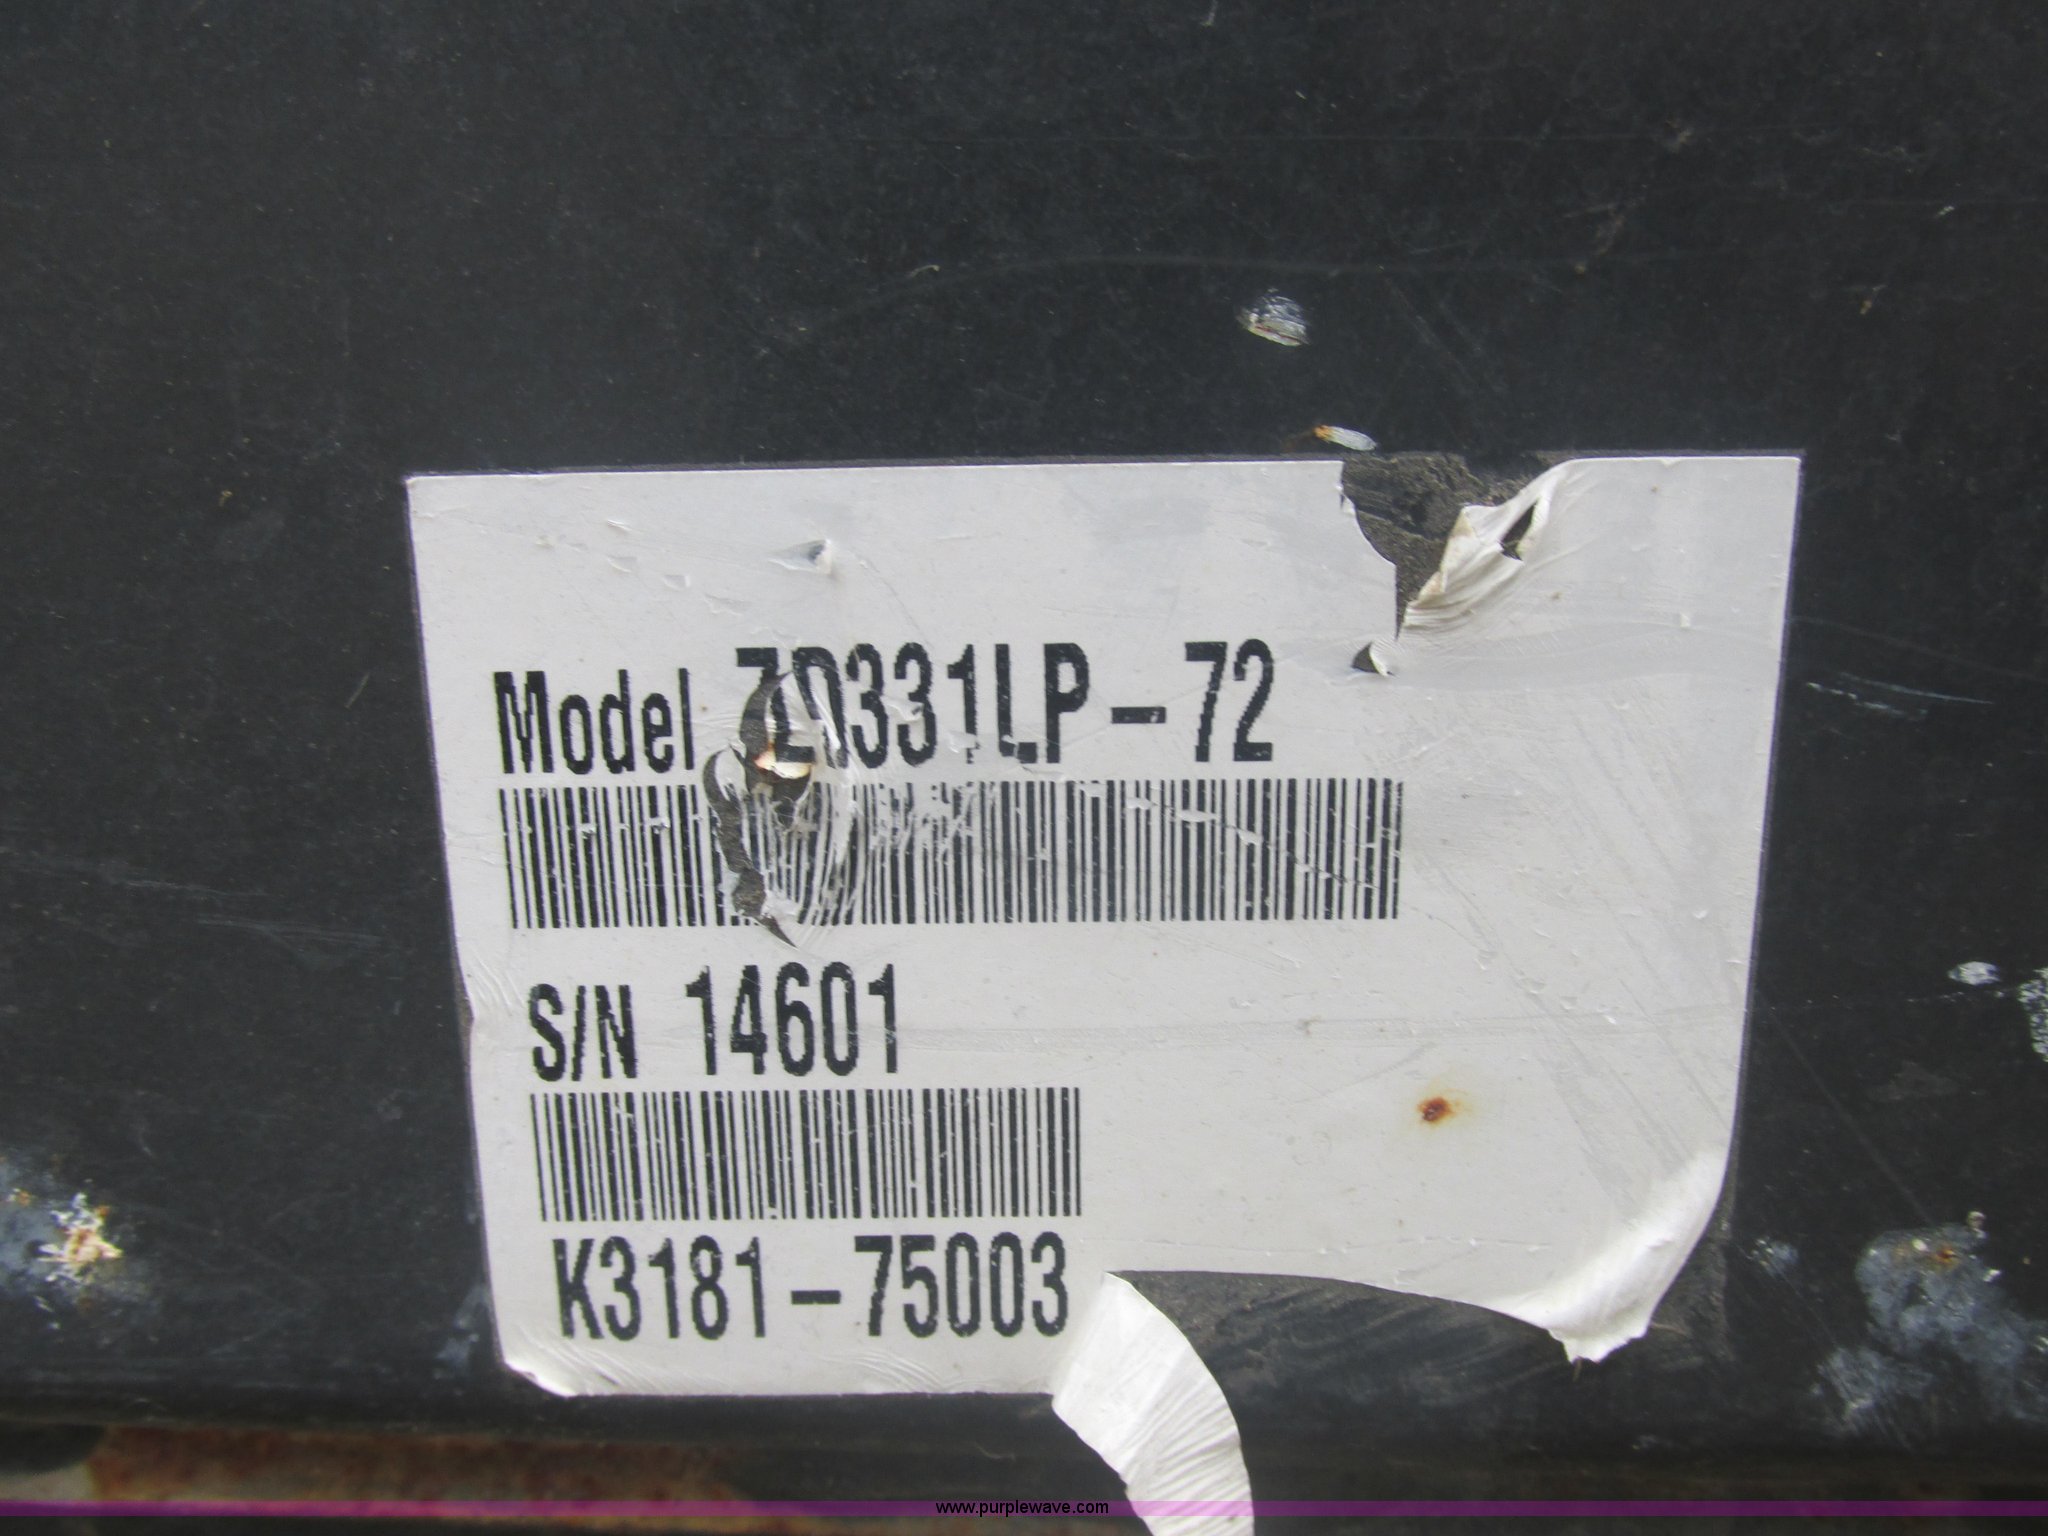 Model ZD331LP-72
S/N 14601
K3181-75003
www.purplewave.com